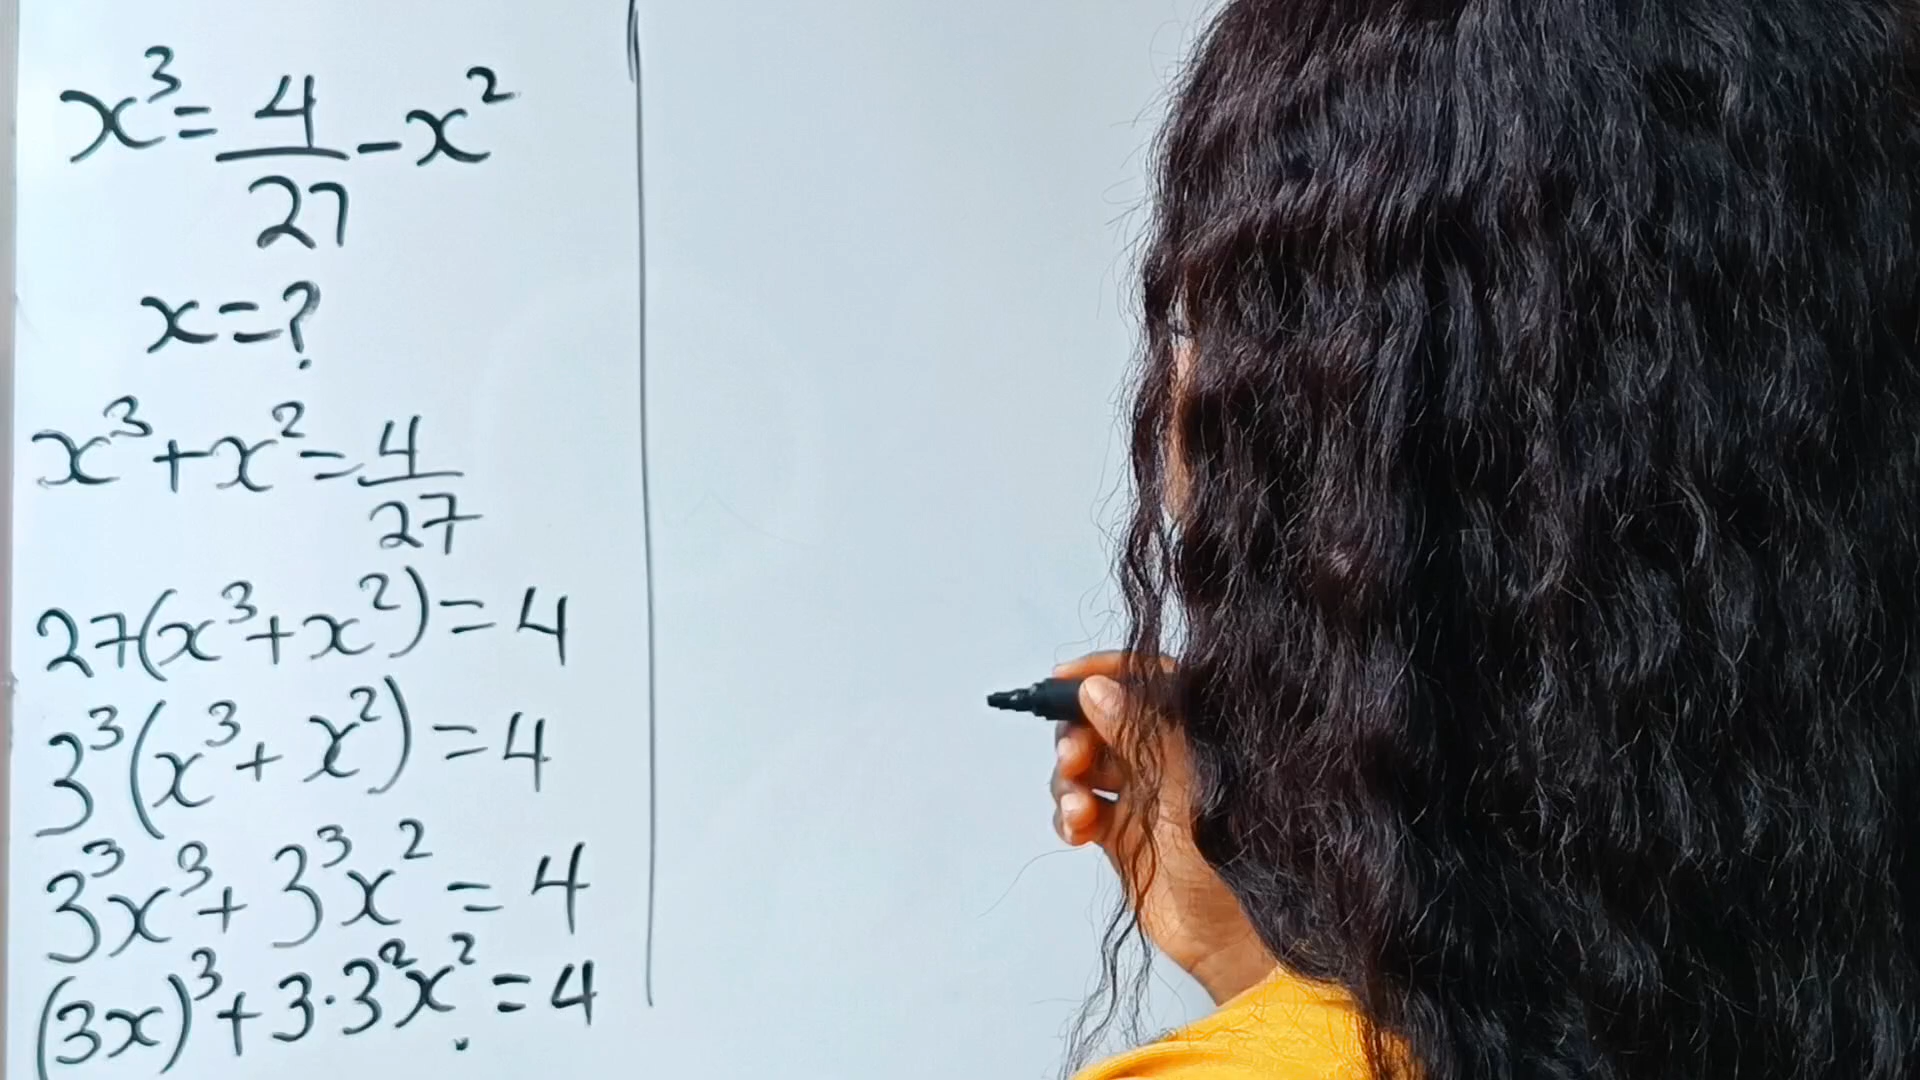 x³ = 4/27 - x²
x = ?
x³ + x² = 4/27
27(x³ + x²) = 4
3³(x³ + x²) = 4
3³x³ + 3³x² = 4
(3x)³ + 3·3²x² = 4